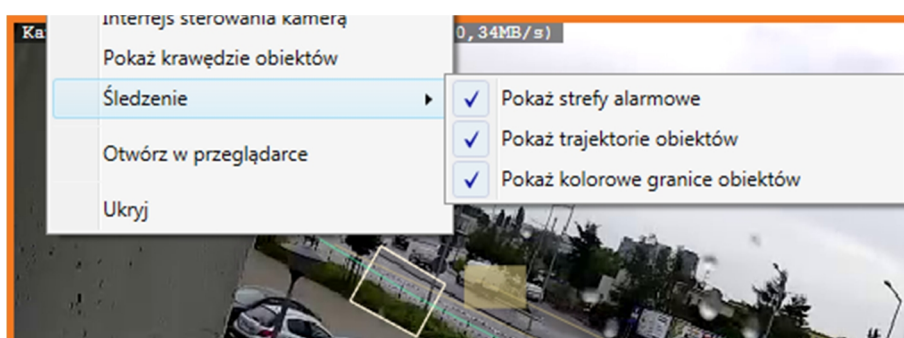 Ka
0,34MB/s)
Interfejs sterowania kamerą
Pokaż krawędzie obiektów
Śledzenie
Pokaż strefy alarmowe
Pokaż trajektorie obiektów
Pokaż kolorowe granice obiektów
Otwórz w przeglądarce
Ukryj